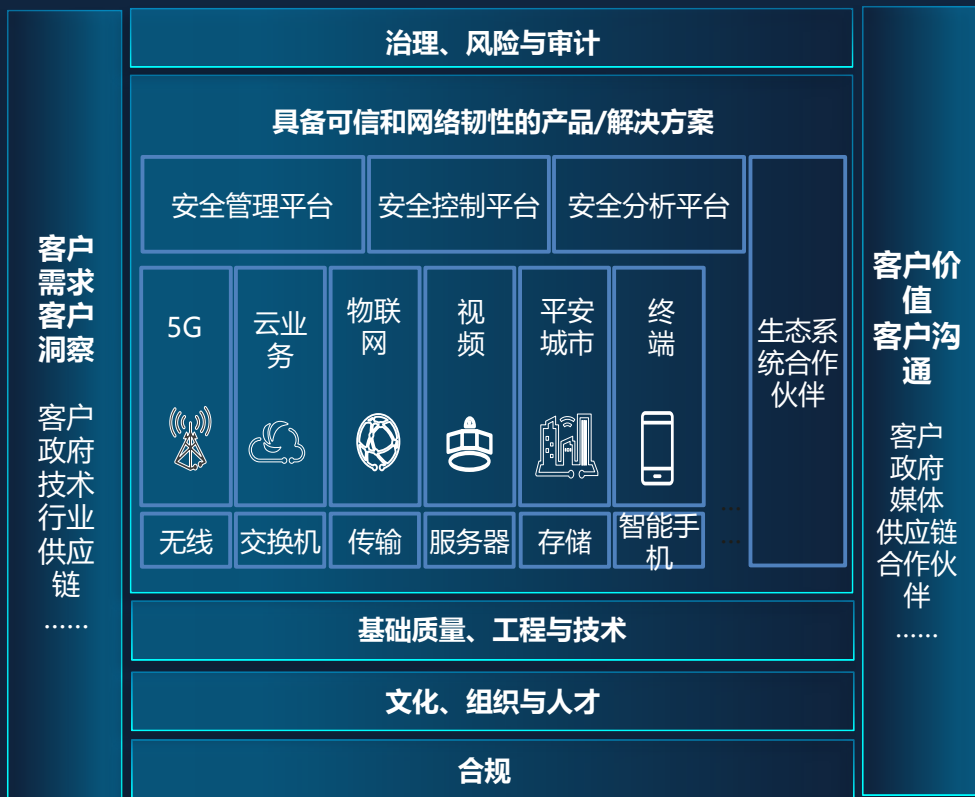 客户
需求
客户
洞察
客户
政府
技术
行业
供应
链
……
治理、风险与审计
具备可信和网络韧性的产品/解决方案
安全管理平台
安全控制平台
安全分析平台
5G
云业
务
物联
网
视
频
平安
城市
终
端
…
无线
交换机
传输
服务器
存储
智能手
机
…
生态系
统合作
伙伴
基础质量、工程与技术
文化、组织与人才
合规
客户价
值
客户沟
通
客户
政府
媒体
供应链
合作伙
伴
……